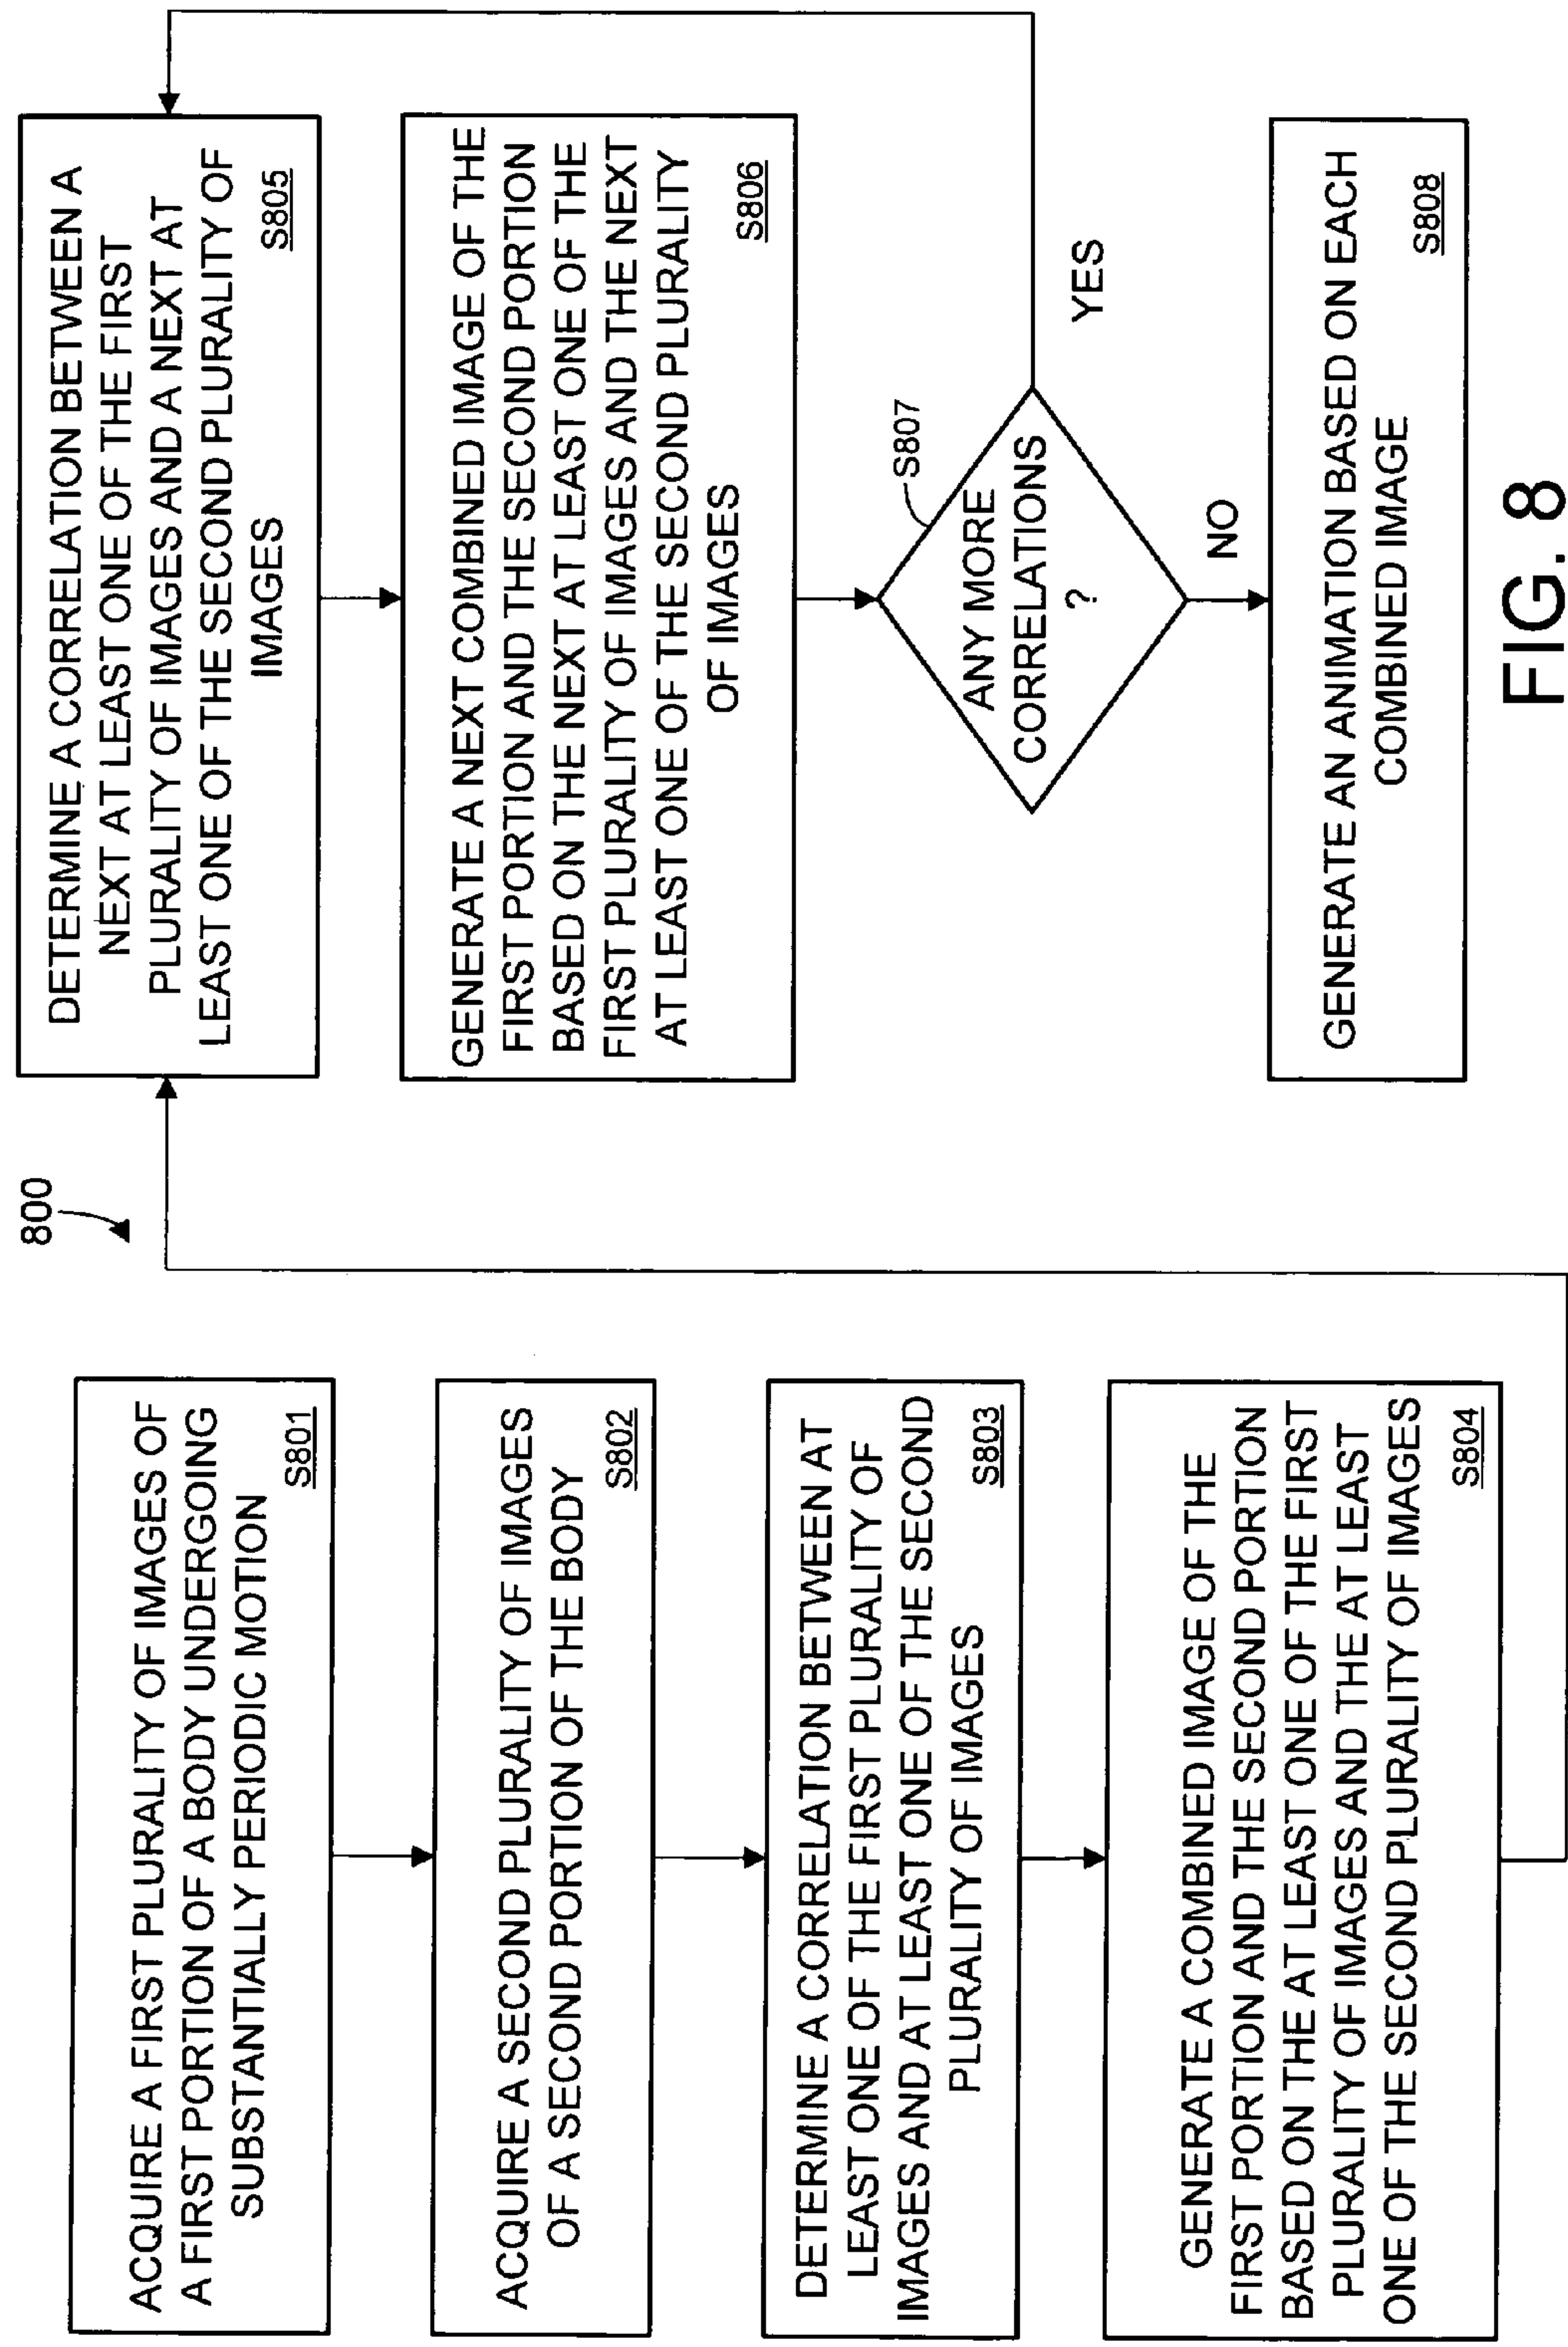 800
ACQUIRE A FIRST PLURALITY OF IMAGES OF
A FIRST PORTION OF A BODY UNDERGOING
SUBSTANTIALLY PERIODIC MOTION
S801
ACQUIRE A SECOND PLURALITY OF IMAGES
OF A SECOND PORTION OF THE BODY
S802
DETERMINE A CORRELATION BETWEEN AT
LEAST ONE OF THE FIRST PLURALITY OF
IMAGES AND AT LEAST ONE OF THE SECOND
PLURALITY OF IMAGES
S803
GENERATE A COMBINED IMAGE OF THE
FIRST PORTION AND THE SECOND PORTION
BASED ON THE AT LEAST ONE OF THE FIRST
PLURALITY OF IMAGES AND THE AT LEAST
ONE OF THE SECOND PLURALITY OF IMAGES
S804
DETERMINE A CORRELATION BETWEEN A
NEXT AT LEAST ONE OF THE FIRST
PLURALITY OF IMAGES AND A NEXT AT
LEAST ONE OF THE SECOND PLURALITY OF
IMAGES
S805
GENERATE A NEXT COMBINED IMAGE OF THE
FIRST PORTION AND THE SECOND PORTION
BASED ON THE NEXT AT LEAST ONE OF THE
FIRST PLURALITY OF IMAGES AND THE NEXT
AT LEAST ONE OF THE SECOND PLURALITY
OF IMAGES
S806
S807
ANY MORE
CORRELATIONS
?
YES
NO
GENERATE AN ANIMATION BASED ON EACH
COMBINED IMAGE
S808
FIG. 8